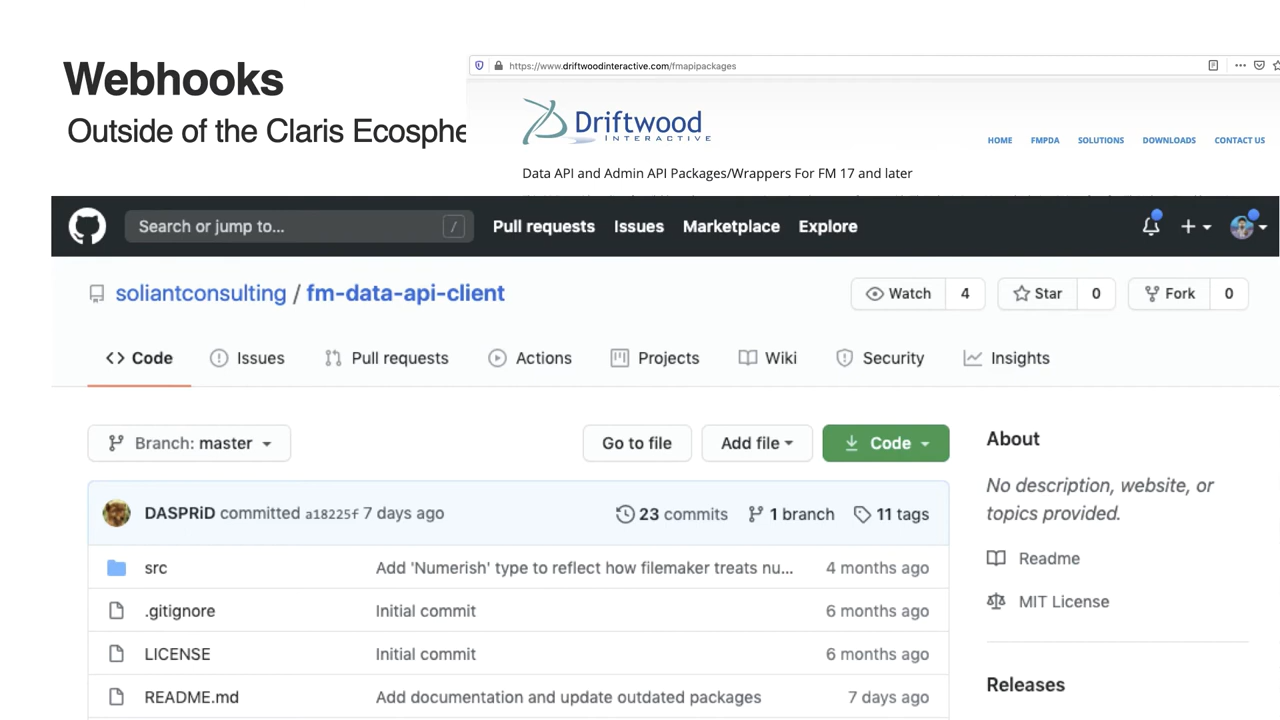 Webhooks
Outside of the Claris Ecosphe
https://www.driftwoodinteractive.com/fmapipackages
Driftwood
INTERACTIVE
HOME FMPDA SOLUTIONS DOWNLOADS CONTACT US
Data API and Admin API Packages/Wrappers For FM 17 and later
Search or jump to... /
Pull requests Issues Marketplace Explore
soliantconsulting / fm-data-api-client
Watch 4 Star 0 Fork 0
Code Issues Pull requests Actions Projects Wiki Security Insights
Branch: master Go to file Add file Code
About
No description, website, or
topics provided.
Readme
MIT License
Releases
DASPRiD committed a18225f 7 days ago 23 commits 1 branch 11 tags
src Add 'Numerish' type to reflect how filemaker treats nu... 4 months ago
.gitignore Initial commit 6 months ago
LICENSE Initial commit 6 months ago
README.md Add documentation and update outdated packages 7 days ago